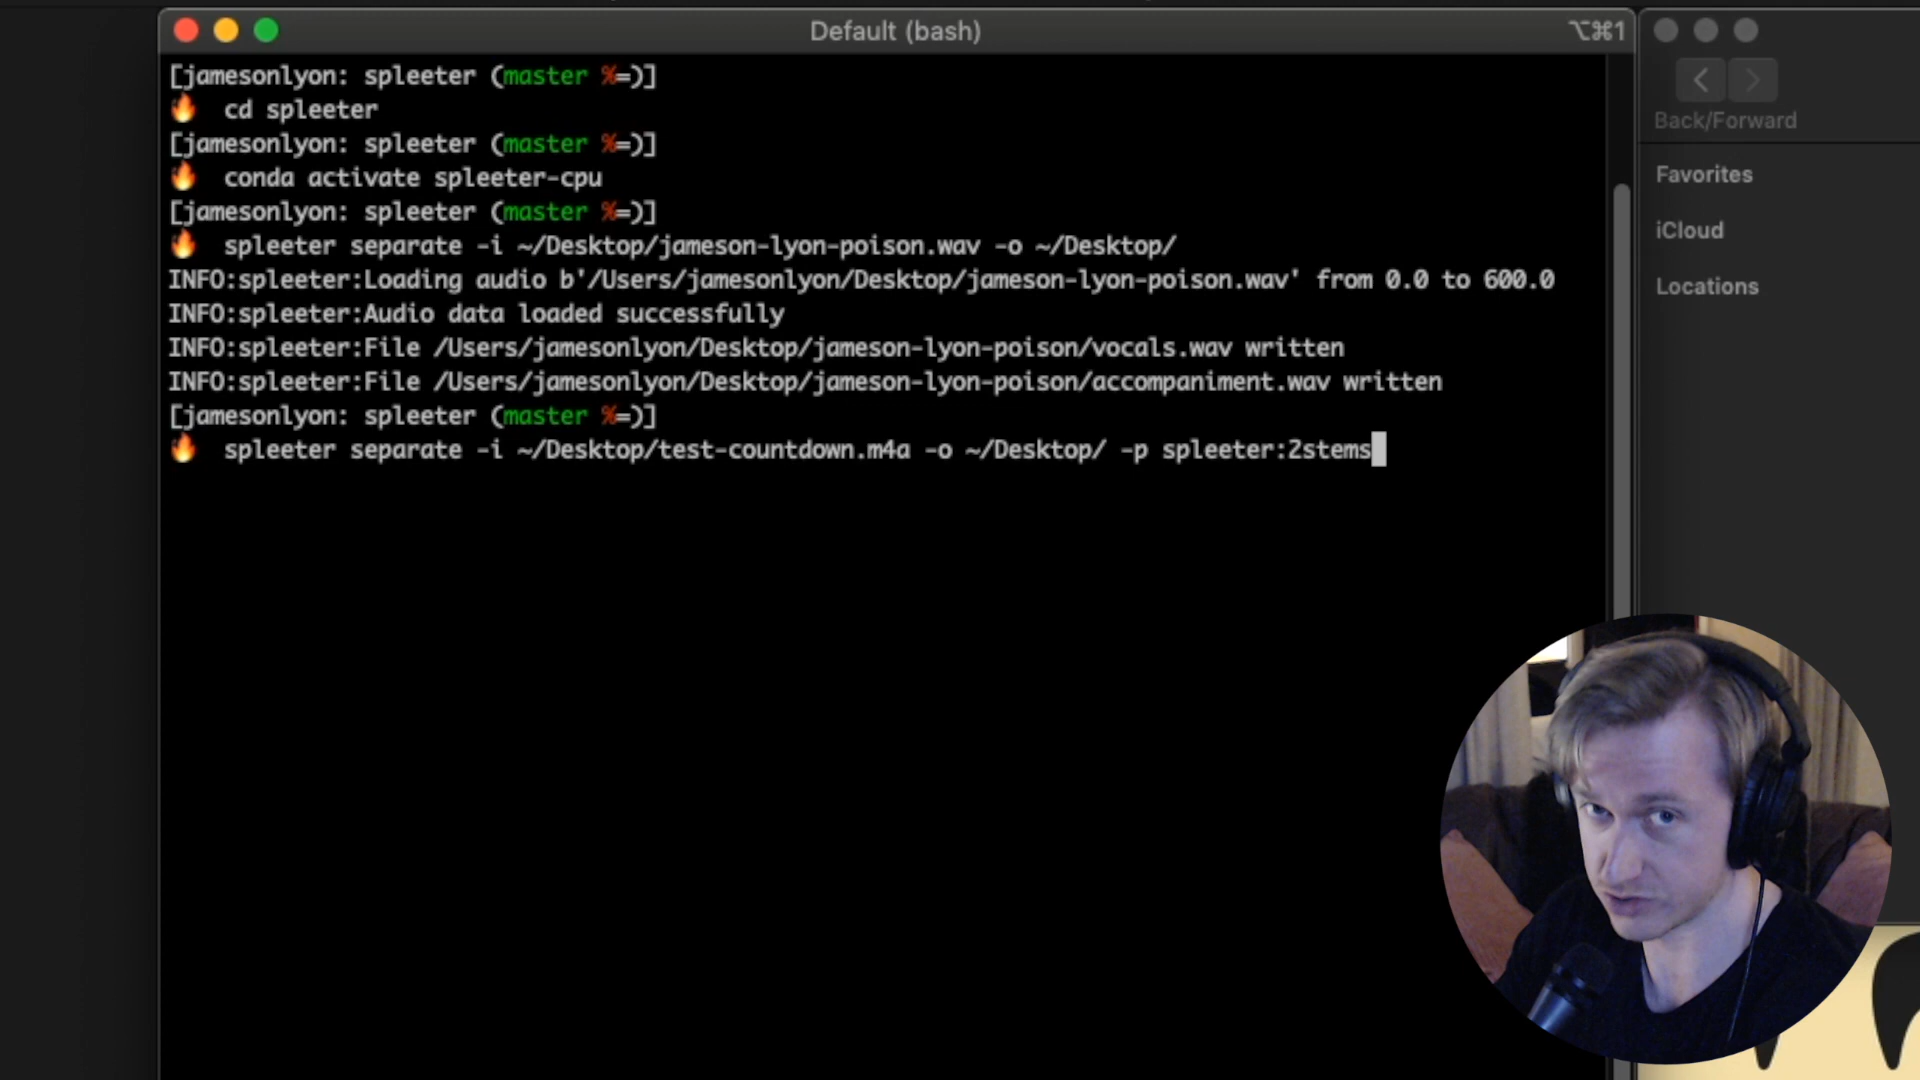 Default (bash)
⌥⌘1
[jamesonlyon: spleeter (master %=)]
🔥 cd spleeter
[jamesonlyon: spleeter (master %=)]
🔥 conda activate spleeter-cpu
[jamesonlyon: spleeter (master %=)]
🔥 spleeter separate -i ~/Desktop/jameson-lyon-poison.wav -o ~/Desktop/
INFO:spleeter:Loading audio b'/Users/jamesonlyon/Desktop/jameson-lyon-poison.wav' from 0.0 to 600.0
INFO:spleeter:Audio data loaded successfully
INFO:spleeter:File /Users/jamesonlyon/Desktop/jameson-lyon-poison/vocals.wav written
INFO:spleeter:File /Users/jamesonlyon/Desktop/jameson-lyon-poison/accompaniment.wav written
[jamesonlyon: spleeter (master %=)]
🔥 spleeter separate -i ~/Desktop/test-countdown.m4a -o ~/Desktop/ -p spleeter:2stems
Back/Forward
Favorites
iCloud
Locations